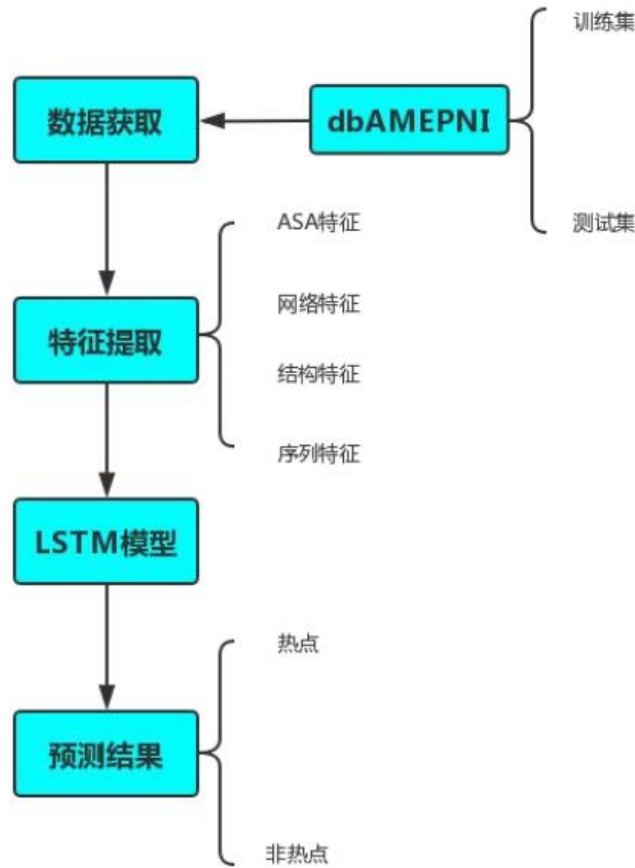 训练集
数据获取
dbAMEPNI
测试集
ASA特征
网络特征
特征提取
结构特征
序列特征
LSTM模型
热点
预测结果
非热点